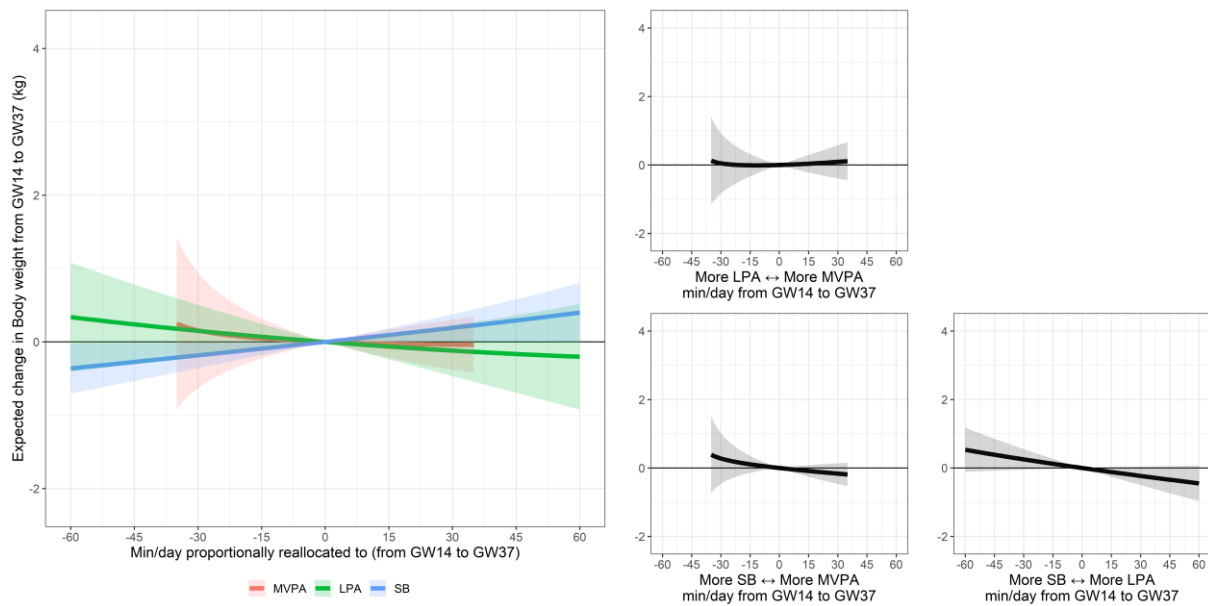 Expected change in Body weight from GW14 to GW37 (kg)
4
2
0
-2
-60 -45 -30 -15 0 15 30 45 60
Min/day proportionally reallocated to (from GW14 to GW37)
MVPA LPA SB
4
2
0
-2
-60 -45 -30 -15 0 15 30 45 60
More LPA ↔ More MVPA
min/day from GW14 to GW37
4
2
0
-2
-60 -45 -30 -15 0 15 30 45 60
More SB ↔ More MVPA
min/day from GW14 to GW37
4
2
0
-2
-60 -45 -30 -15 0 15 30 45 60
More SB ↔ More LPA
min/day from GW14 to GW37